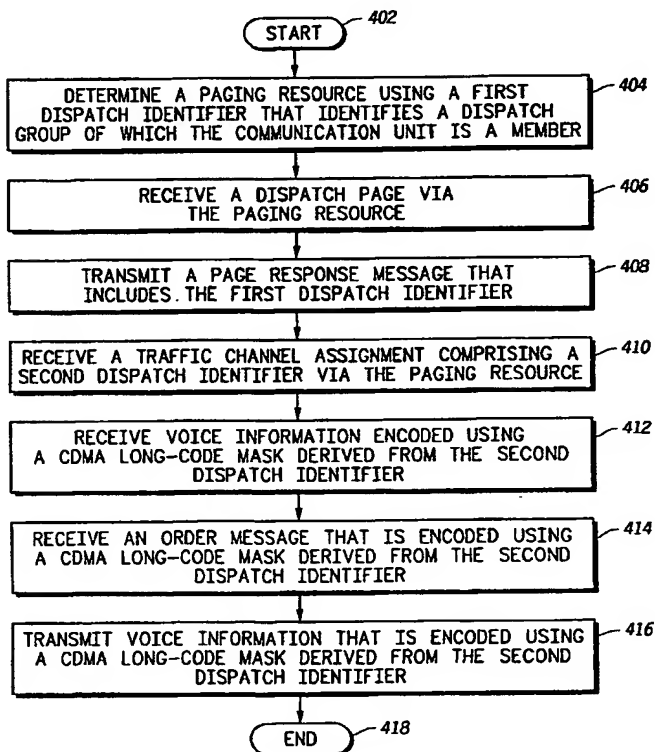 START
402
DETERMINE A PAGING RESOURCE USING A FIRST
DISPATCH IDENTIFIER THAT IDENTIFIES A DISPATCH
GROUP OF WHICH THE COMMUNICATION UNIT IS A MEMBER
404
RECEIVE A DISPATCH PAGE VIA
THE PAGING RESOURCE
406
TRANSMIT A PAGE RESPONSE MESSAGE THAT
INCLUDES THE FIRST DISPATCH IDENTIFIER
408
RECEIVE A TRAFFIC CHANNEL ASSIGNMENT COMPRISING A
SECOND DISPATCH IDENTIFIER VIA THE PAGING RESOURCE
410
RECEIVE VOICE INFORMATION ENCODED USING
A CDMA LONG-CODE MASK DERIVED FROM THE SECOND
DISPATCH IDENTIFIER
412
RECEIVE AN ORDER MESSAGE THAT IS ENCODED USING
A CDMA LONG-CODE MASK DERIVED FROM THE SECOND
DISPATCH IDENTIFIER
414
TRANSMIT VOICE INFORMATION THAT IS ENCODED USING
A CDMA LONG-CODE MASK DERIVED FROM THE SECOND
DISPATCH IDENTIFIER
416
END
418